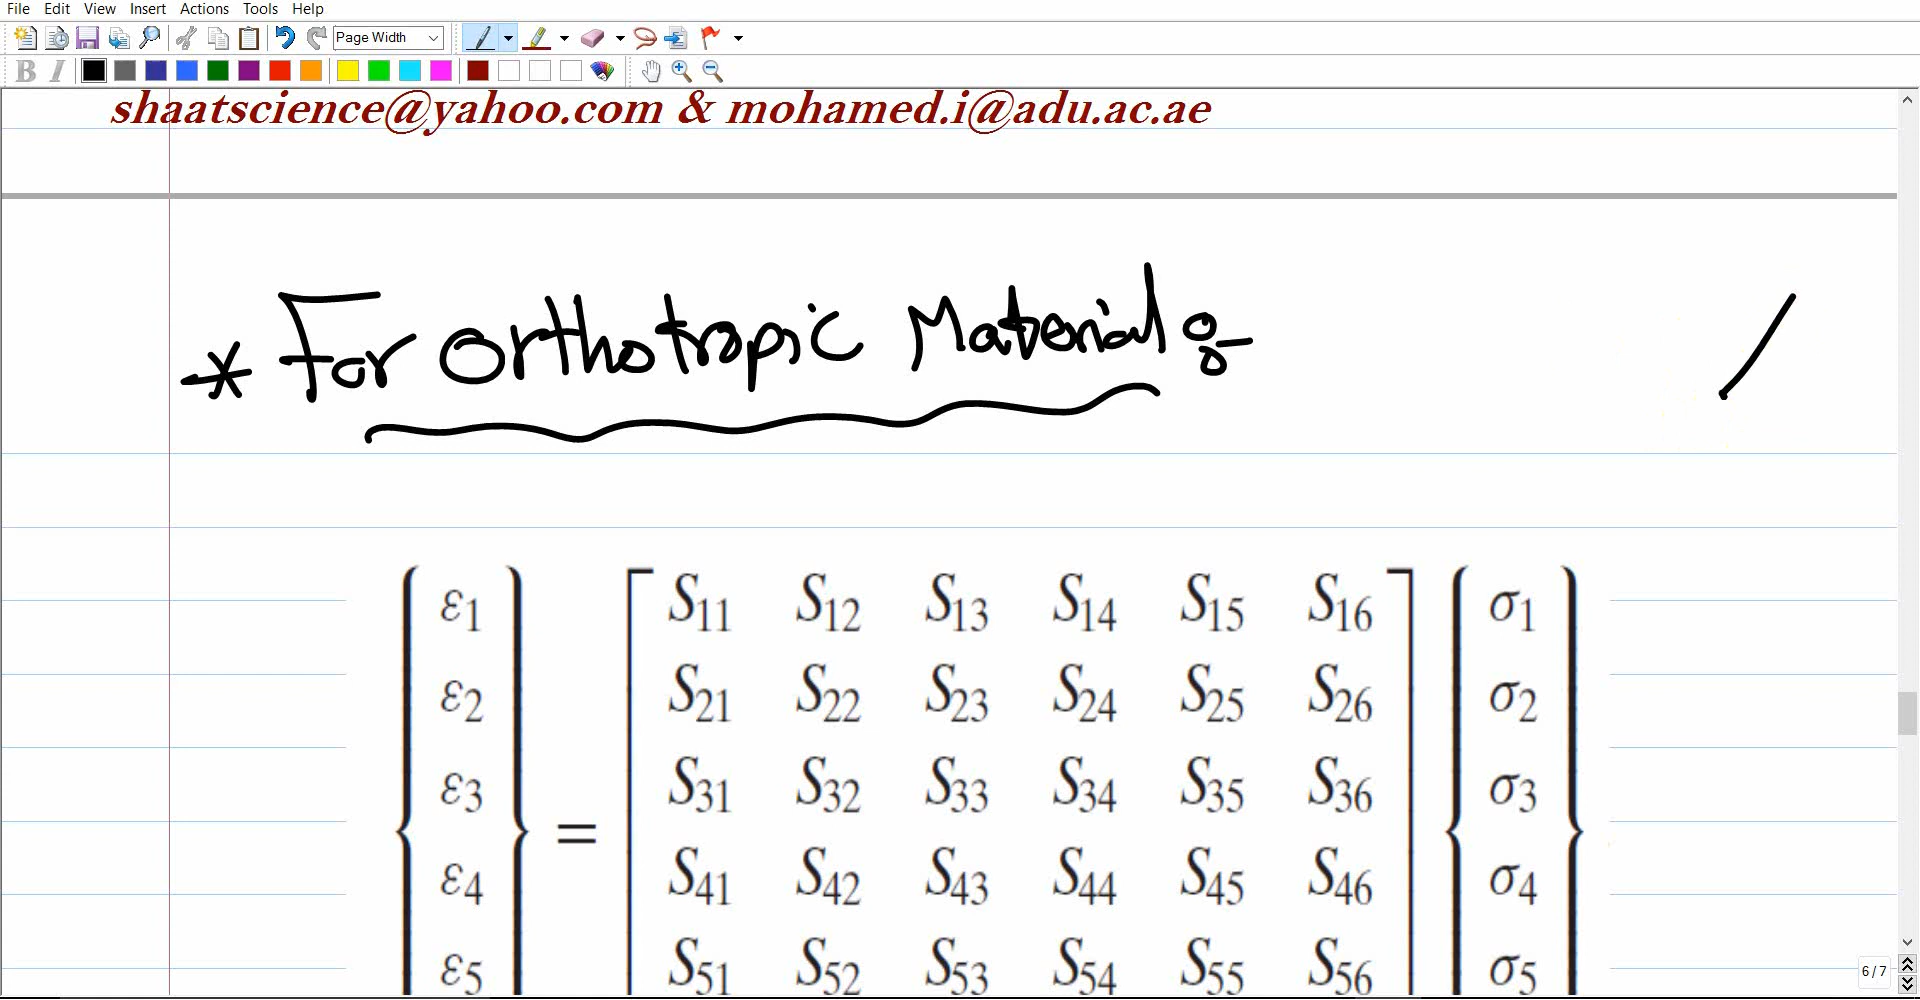 File Edit View Insert Actions Tools Help
Page Width
B I
shaatscience@yahoo.com & mohamed.i@adu.ac.ae
* For Orthotropic Material :-
ε1 S11 S12 S13 S14 S15 S16 σ1
ε2 S21 S22 S23 S24 S25 S26 σ2
ε3 S31 S32 S33 S34 S35 S36 σ3
=
ε4 S41 S42 S43 S44 S45 S46 σ4
ε5 S51 S52 S53 S54 S55 S56 σ5
6 / 7